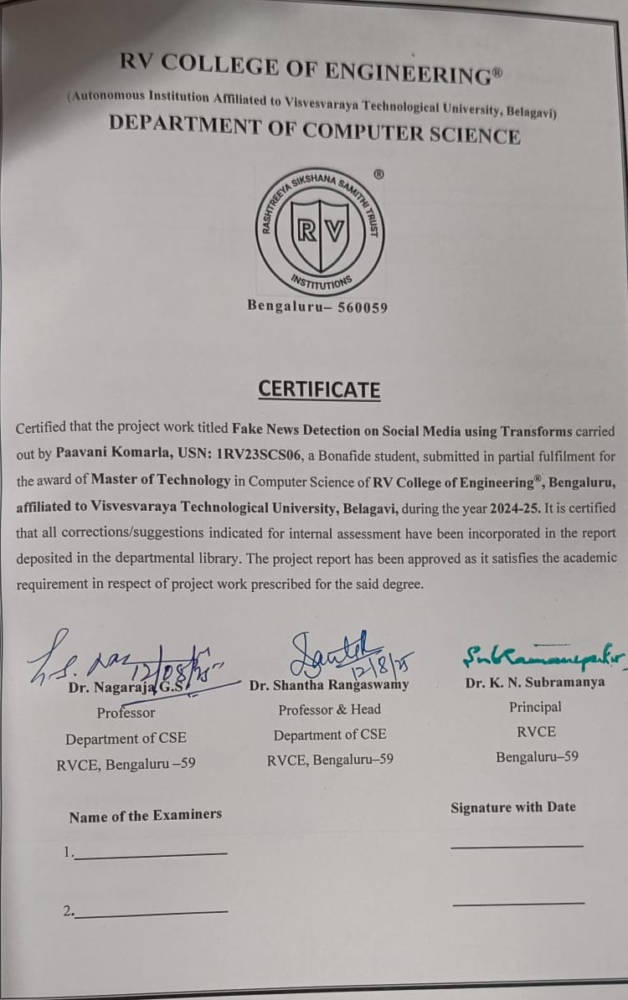 RV COLLEGE OF ENGINEERING®
(Autonomous Institution Affiliated to Visvesvaraya Technological University, Belagavi)
DEPARTMENT OF COMPUTER SCIENCE
®
RASHTREEYA SIKSHANA SAMITHI TRUST
RV
INSTITUTIONS
Bengaluru– 560059
CERTIFICATE
Certified that the project work titled Fake News Detection on Social Media using Transforms carried
out by Paavani Komarla, USN: 1RV23SCS06, a Bonafide student, submitted in partial fulfilment for
the award of Master of Technology in Computer Science of RV College of Engineering®, Bengaluru,
affiliated to Visvesvaraya Technological University, Belagavi, during the year 2024-25. It is certified
that all corrections/suggestions indicated for internal assessment have been incorporated in the report
deposited in the departmental library. The project report has been approved as it satisfies the academic
requirement in respect of project work prescribed for the said degree.
12/08/25 12/8/25
Dr. Nagaraja G.S Dr. Shantha Rangaswamy Dr. K. N. Subramanya
Professor Professor & Head Principal
Department of CSE Department of CSE RVCE
RVCE, Bengaluru –59 RVCE, Bengaluru–59 Bengaluru–59
Name of the Examiners Signature with Date
1.
2.